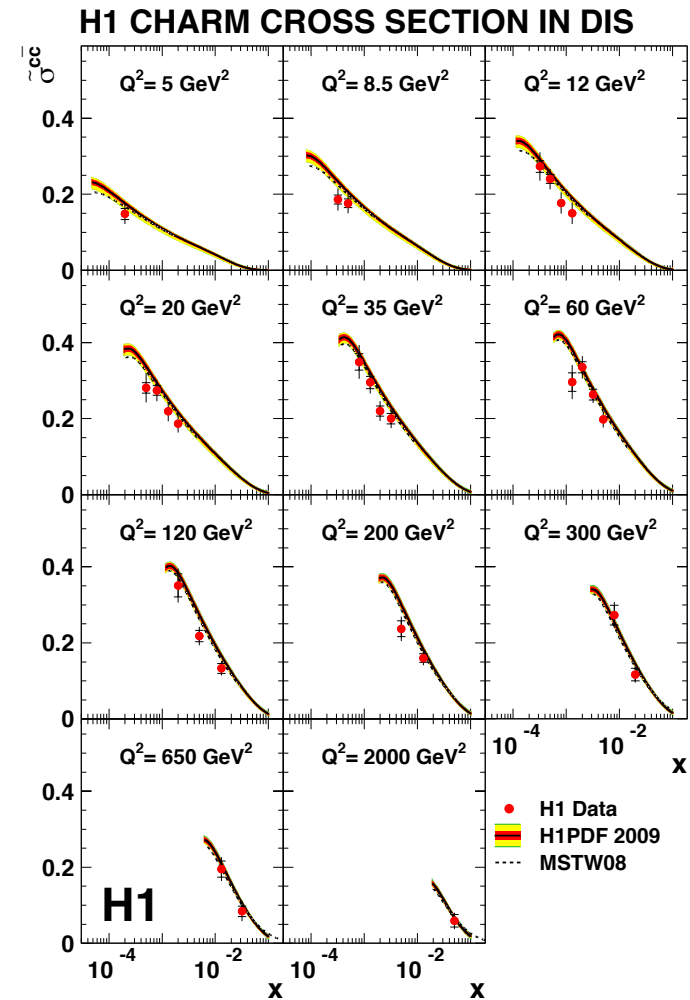 H1 CHARM CROSS SECTION IN DIS
σ̃^cc̄
Q²= 5 GeV²
Q²= 8.5 GeV²
Q²= 12 GeV²
0.4
0.2
0
Q²= 20 GeV²
Q²= 35 GeV²
Q²= 60 GeV²
0.4
0.2
0
Q²= 120 GeV²
Q²= 200 GeV²
Q²= 300 GeV²
0.4
0.2
0
10⁻⁴ 10⁻²
x
Q²= 650 GeV²
Q²= 2000 GeV²
0.4
0.2
0
H1 Data
H1PDF 2009
MSTW08
H1
10⁻⁴ 10⁻² 10⁻⁴ 10⁻²
x x